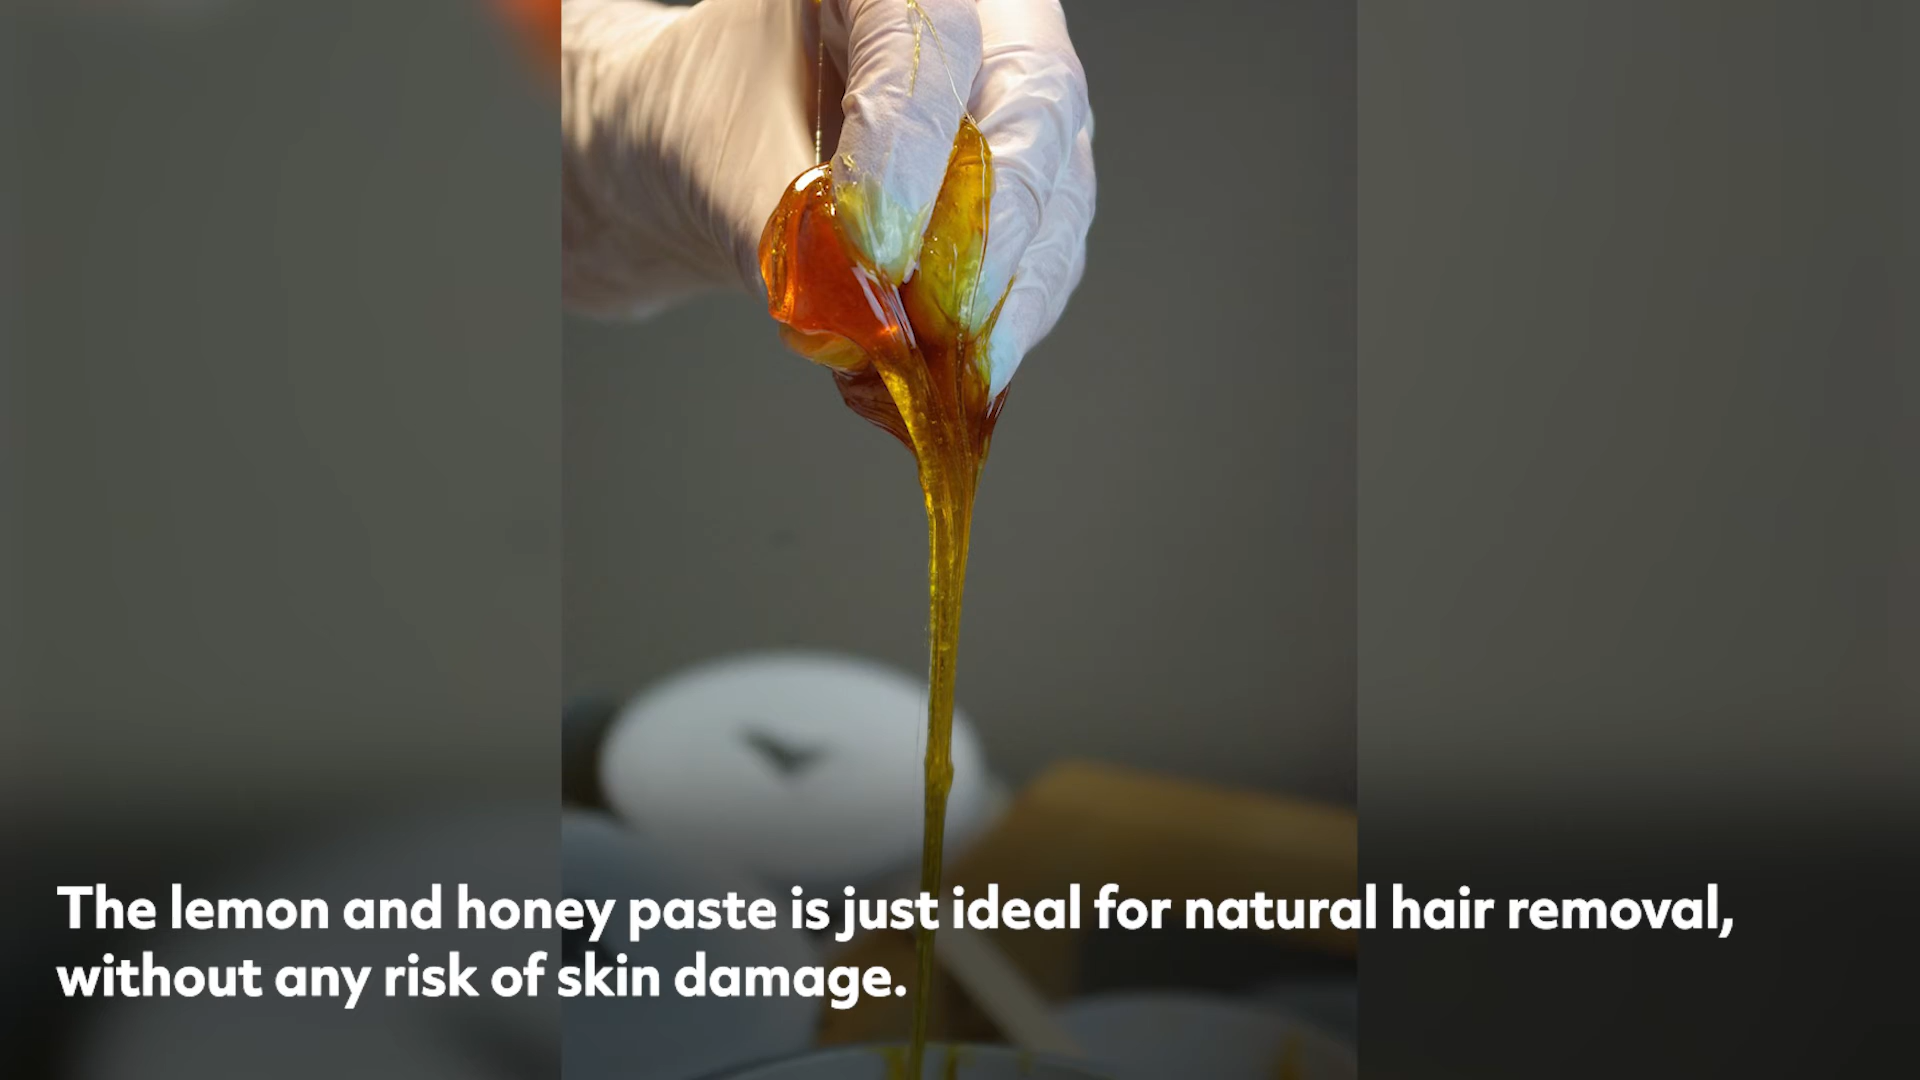 The lemon and honey paste is just ideal for natural hair removal,
without any risk of skin damage.